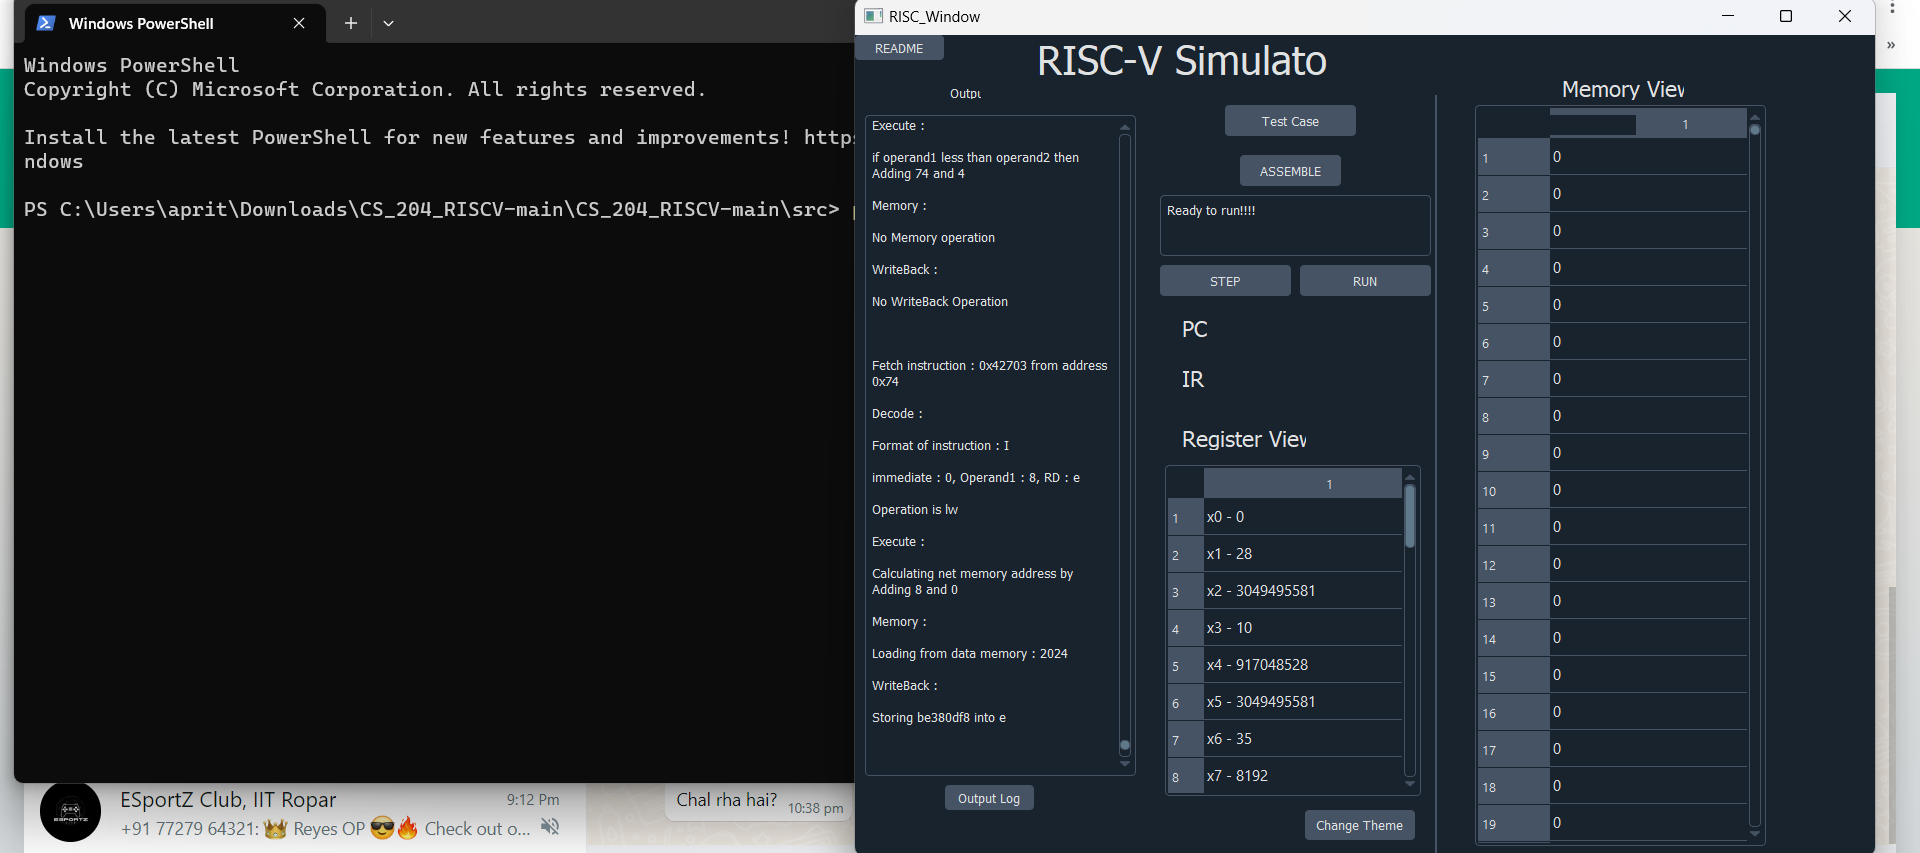 Windows PowerShell
Windows PowerShell
Copyright (C) Microsoft Corporation. All rights reserved.
Install the latest PowerShell for new features and improvements! http
ndows
PS C:\Users\aprit\Downloads\CS_204_RISCV-main\CS_204_RISCV-main\src>
ESportZ Club, IIT Ropar
9:12 Pm
+91 77279 64321: 👑 Reyes OP 😎🔥 Check out o...
Chal rha hai?
10:38 pm
RISC_Window
README
RISC-V Simulato
Outpu
Execute :
if operand1 less than operand2 then
Adding 74 and 4
Memory :
No Memory operation
WriteBack :
No WriteBack Operation
Fetch instruction : 0x42703 from address
0x74
Decode :
Format of instruction : I
immediate : 0, Operand1 : 8, RD : e
Operation is lw
Execute :
Calculating net memory address by
Adding 8 and 0
Memory :
Loading from data memory : 2024
WriteBack :
Storing be380df8 into e
Output Log
Test Case
ASSEMBLE
Ready to run!!!!
STEP
RUN
PC
IR
Register View
1
1 x0 - 0
2 x1 - 28
3 x2 - 3049495581
4 x3 - 10
5 x4 - 917048528
6 x5 - 3049495581
7 x6 - 35
8 x7 - 8192
Change Theme
Memory View
1
1 0
2 0
3 0
4 0
5 0
6 0
7 0
8 0
9 0
10 0
11 0
12 0
13 0
14 0
15 0
16 0
17 0
18 0
19 0